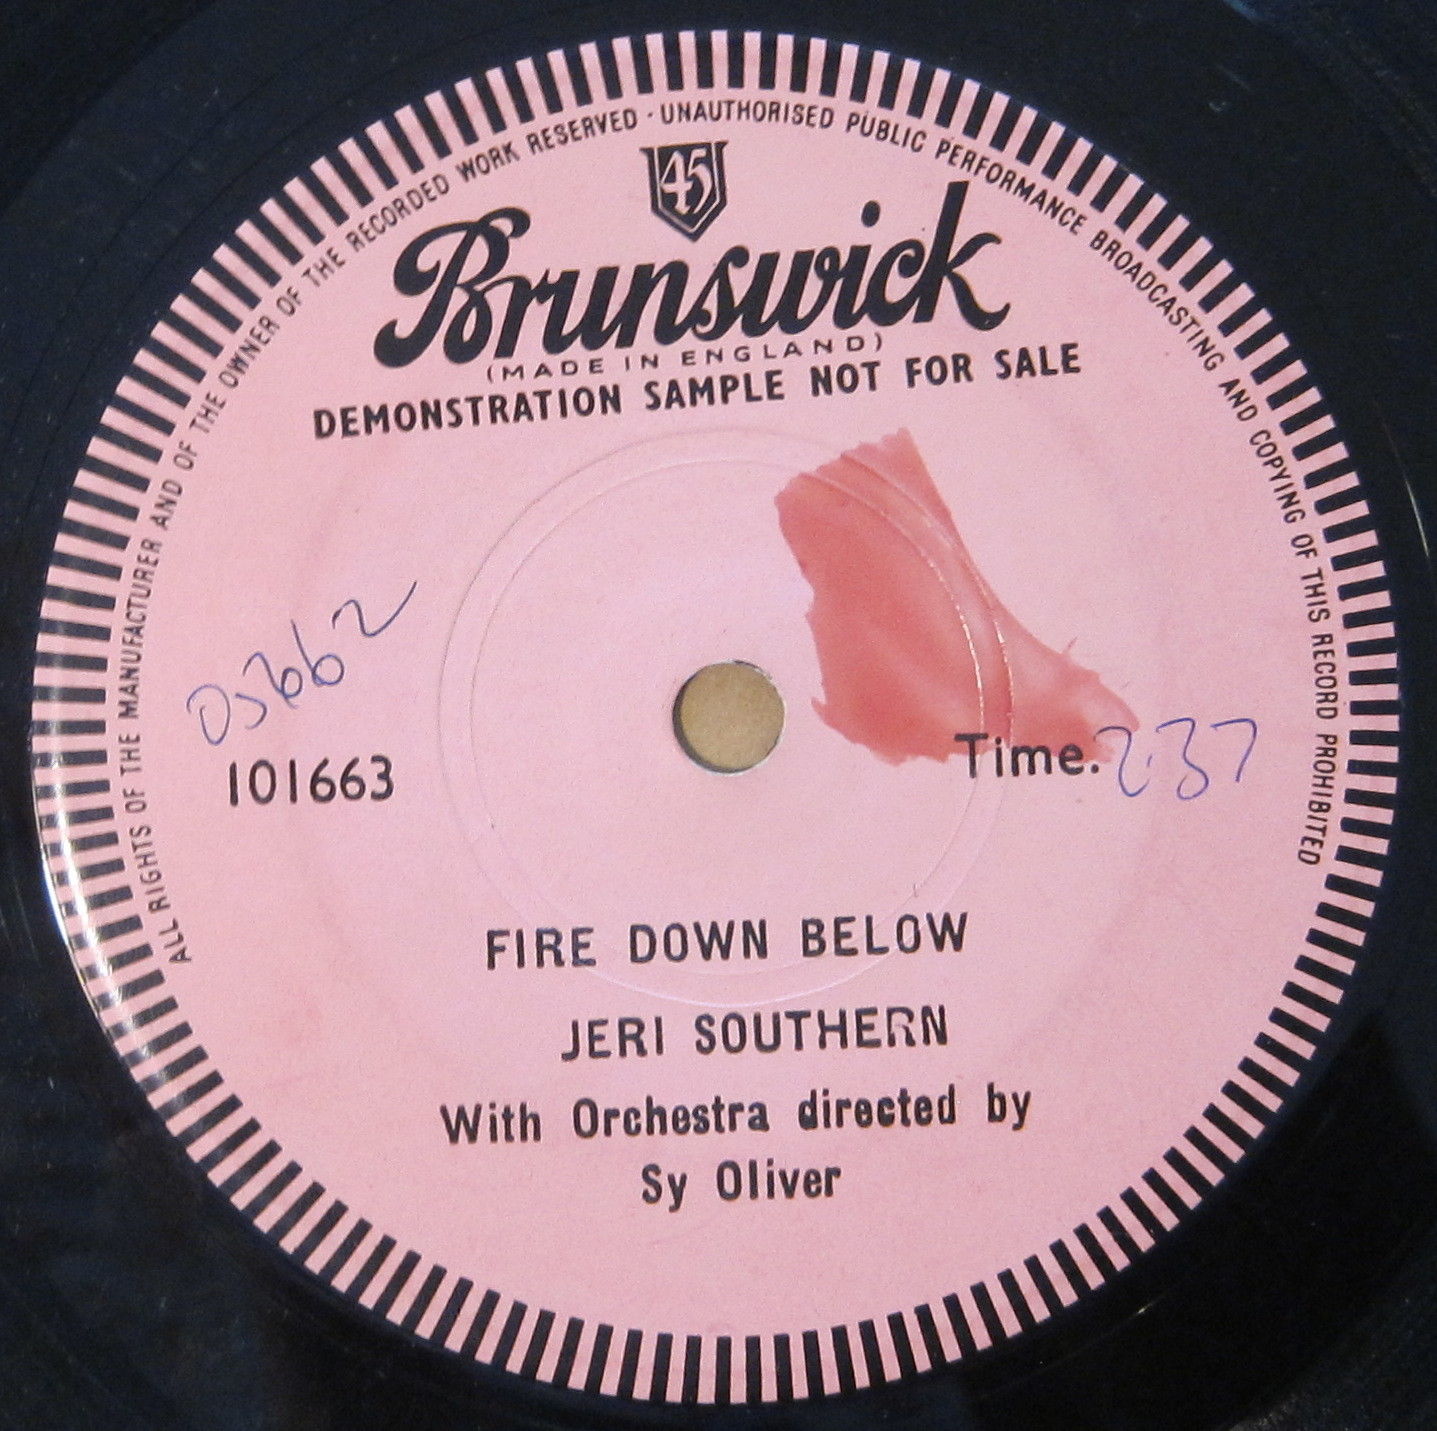 ALL RIGHTS OF THE MANUFACTURER AND OF THE OWNER OF THE RECORDED WORK RESERVED · UNAUTHORISED PUBLIC PERFORMANCE BROADCASTING AND COPYING OF THIS RECORD PROHIBITED
45
Brunswick
(MADE IN ENGLAND)
DEMONSTRATION SAMPLE NOT FOR SALE
101663
Time. 2.37
FIRE DOWN BELOW
JERI SOUTHERN
With Orchestra directed by
Sy Oliver